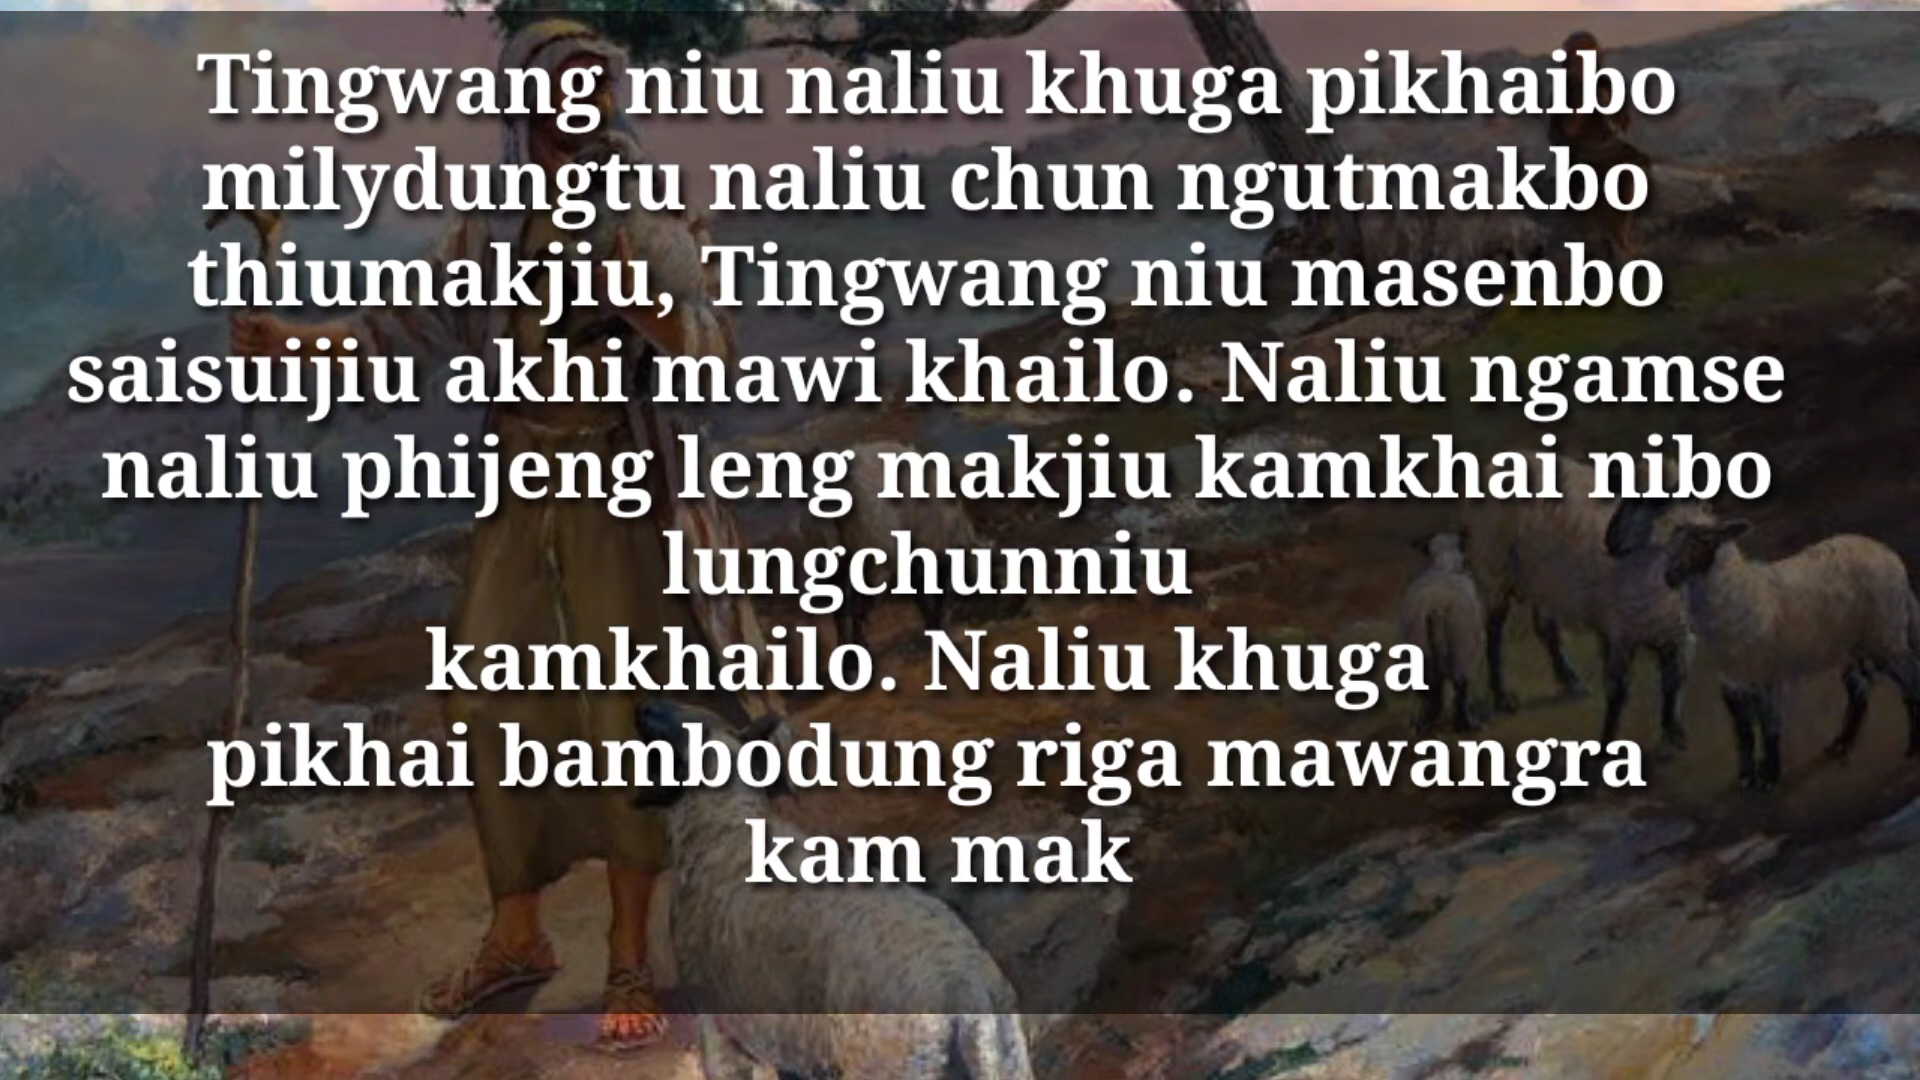 Tingwang niu naliu khuga pikhaibo
milydungtu naliu chun ngutmakbo
thiumakjiu, Tingwang niu masenbo
saisuijiu akhi mawi khailo. Naliu ngamse
naliu phijeng leng makjiu kamkhai nibo
lungchunniu
kamkhailo. Naliu khuga
pikhai bambodung riga mawangra
kam mak